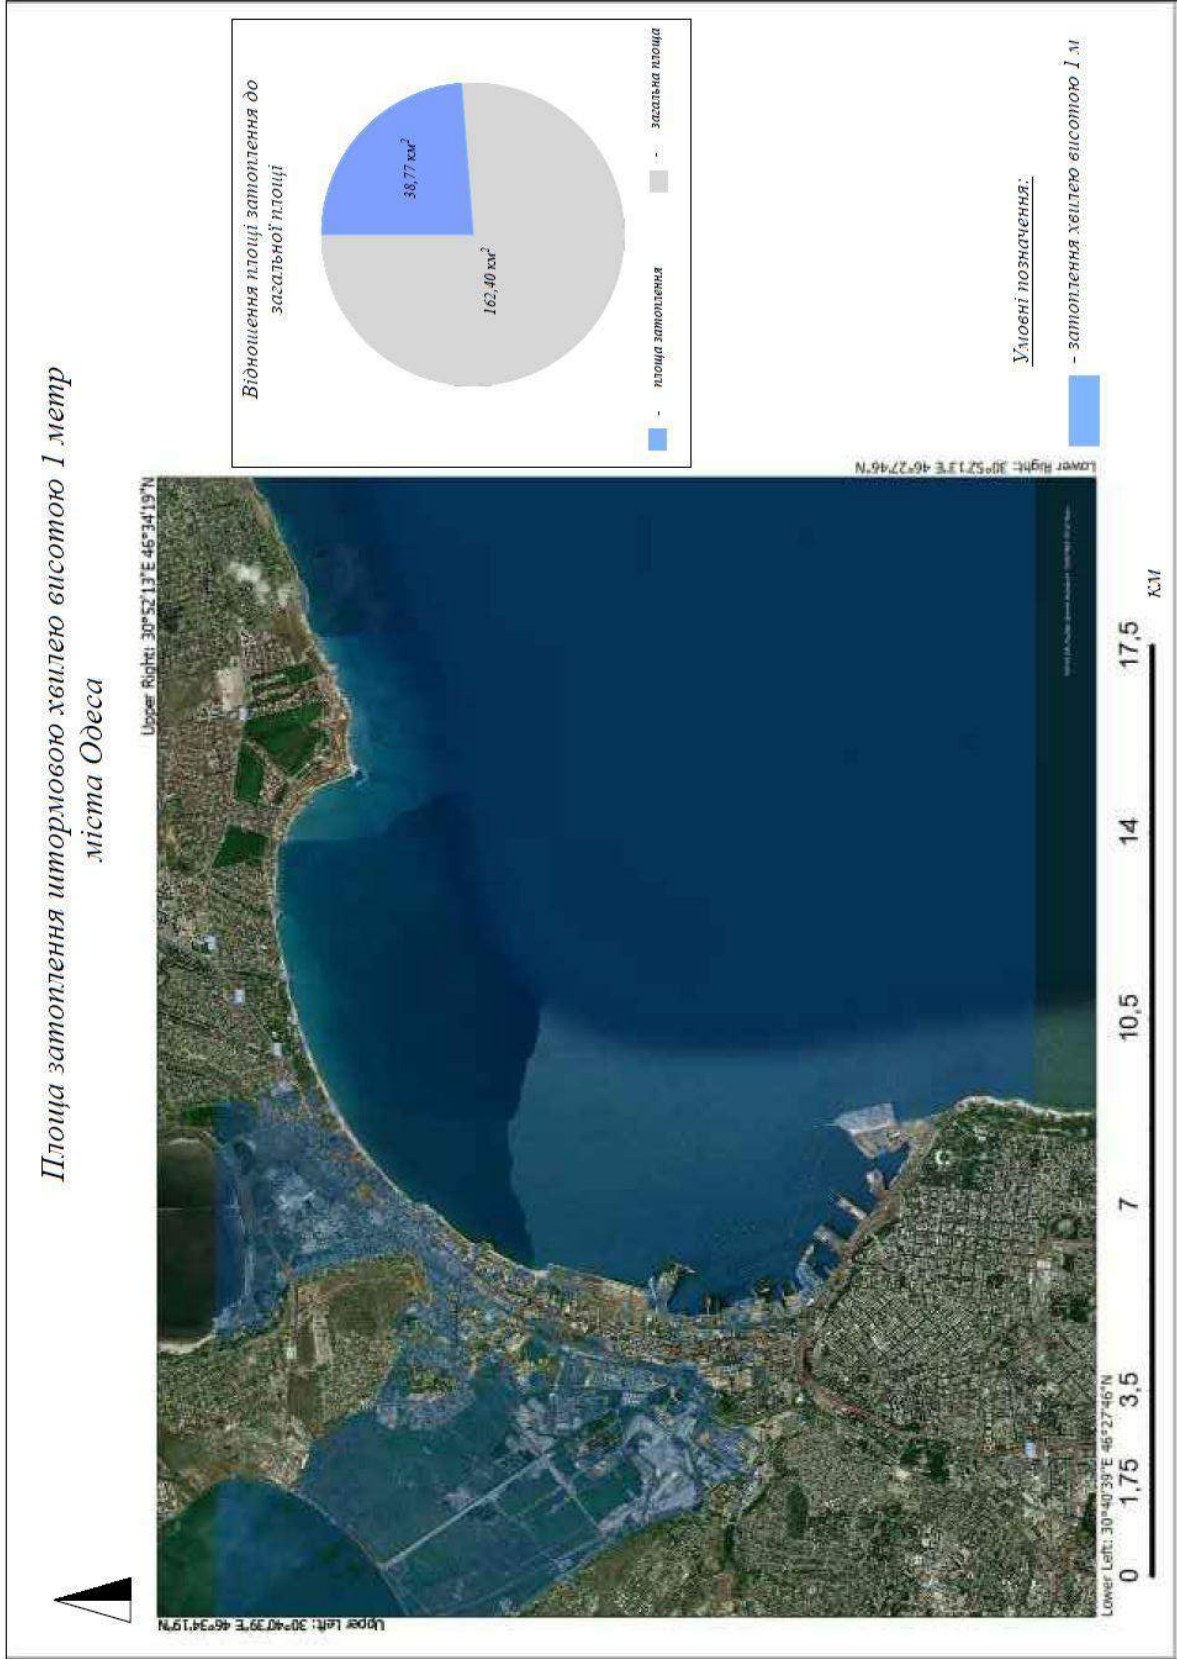 Площа затоплення штормовою хвилею висотою 1 метр
міста Одеса
Upper Left: 30°40'39"E 46°34'19"N
Upper Right: 30°52'13"E 46°34'19"N
Відношення площі затоплення до
загальної площі
38,77 км²
162,40 км²
- площа затоплення
- загальна площа
Lower Left: 30°40'39"E 46°27'46"N
Lower Right: 30°52'13"E 46°27'46"N
Умовні позначення:
- затоплення хвилею висотою 1 м
0 1,75 3,5 7 10,5 14 17,5
км